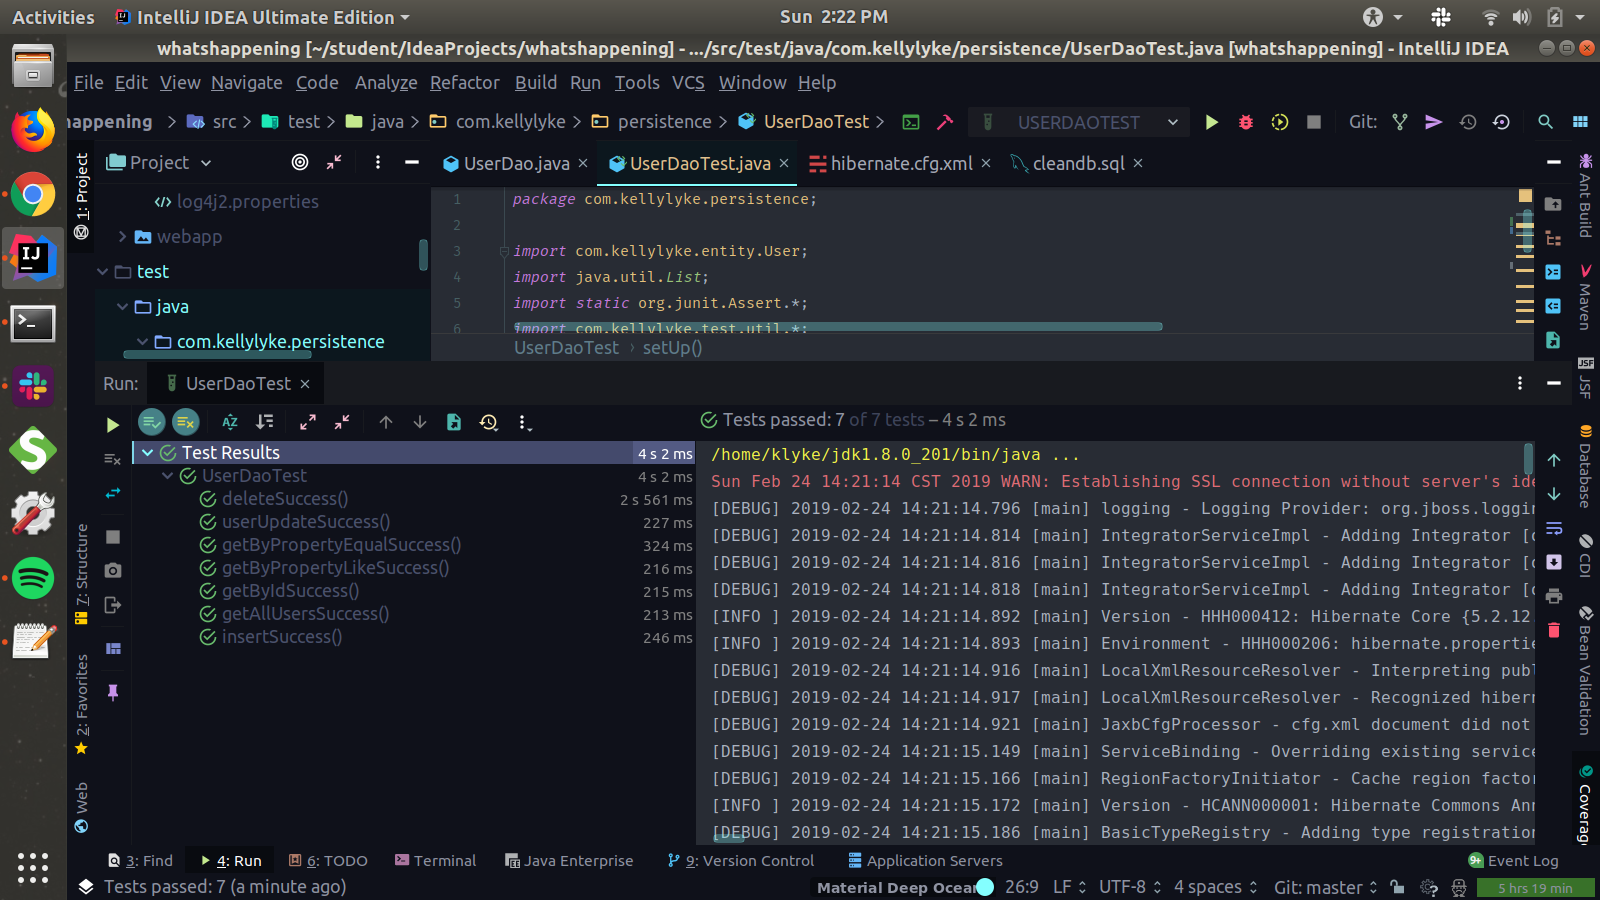 Activities IntelliJ IDEA Ultimate Edition Sun 2:22 PM
whatshappening [~/student/IdeaProjects/whatshappening] - .../src/test/java/com.kellylyke/persistence/UserDaoTest.java [whatshappening] - IntelliJ IDEA
File Edit View Navigate Code Analyze Refactor Build Run Tools VCS Window Help
happening src test java com.kellylyke persistence UserDaoTest USERDAOTEST Git:
1: Project
Project
UserDao.java UserDaoTest.java hibernate.cfg.xml cleandb.sql
log4j2.properties
webapp
test
java
com.kellylyke.persistence
1 package com.kellylyke.persistence;
2
3 import com.kellylyke.entity.User;
4 import java.util.List;
5 import static org.junit.Assert.*;
6 import com.kellylyke.test.util.*;
UserDaoTest › setUp()
Ant Build
Maven
JSF
JSF
Database
CDI
Bean Validation
Coverag
Run: UserDaoTest
Tests passed: 7 of 7 tests – 4 s 2 ms
Test Results 4 s 2 ms
UserDaoTest 4 s 2 ms
deleteSuccess() 2 s 561 ms
userUpdateSuccess() 227 ms
getByPropertyEqualSuccess() 324 ms
getByPropertyLikeSuccess() 216 ms
getByIdSuccess() 215 ms
getAllUsersSuccess() 213 ms
insertSuccess() 246 ms
/home/klyke/jdk1.8.0_201/bin/java ...
Sun Feb 24 14:21:14 CST 2019 WARN: Establishing SSL connection without server's ide
[DEBUG] 2019-02-24 14:21:14.796 [main] logging - Logging Provider: org.jboss.loggin
[DEBUG] 2019-02-24 14:21:14.814 [main] IntegratorServiceImpl - Adding Integrator [o
[DEBUG] 2019-02-24 14:21:14.816 [main] IntegratorServiceImpl - Adding Integrator [o
[DEBUG] 2019-02-24 14:21:14.818 [main] IntegratorServiceImpl - Adding Integrator [o
[INFO ] 2019-02-24 14:21:14.892 [main] Version - HHH000412: Hibernate Core {5.2.12
[INFO ] 2019-02-24 14:21:14.893 [main] Environment - HHH000206: hibernate.propertie
[DEBUG] 2019-02-24 14:21:14.916 [main] LocalXmlResourceResolver - Interpreting publ
[DEBUG] 2019-02-24 14:21:14.917 [main] LocalXmlResourceResolver - Recognized hibern
[DEBUG] 2019-02-24 14:21:14.921 [main] JaxbCfgProcessor - cfg.xml document did not
[DEBUG] 2019-02-24 14:21:15.149 [main] ServiceBinding - Overriding existing service
[DEBUG] 2019-02-24 14:21:15.166 [main] RegionFactoryInitiator - Cache region factor
[INFO ] 2019-02-24 14:21:15.172 [main] Version - HCANN000001: Hibernate Commons Ann
[DEBUG] 2019-02-24 14:21:15.186 [main] BasicTypeRegistry - Adding type registration
7: Structure
2: Favorites
Web
3: Find 4: Run 6: TODO Terminal Java Enterprise 9: Version Control Application Servers 9+ Event Log
Tests passed: 7 (a minute ago) Material Deep Ocean 26:9 LF UTF-8 4 spaces Git: master 5 hrs 19 min